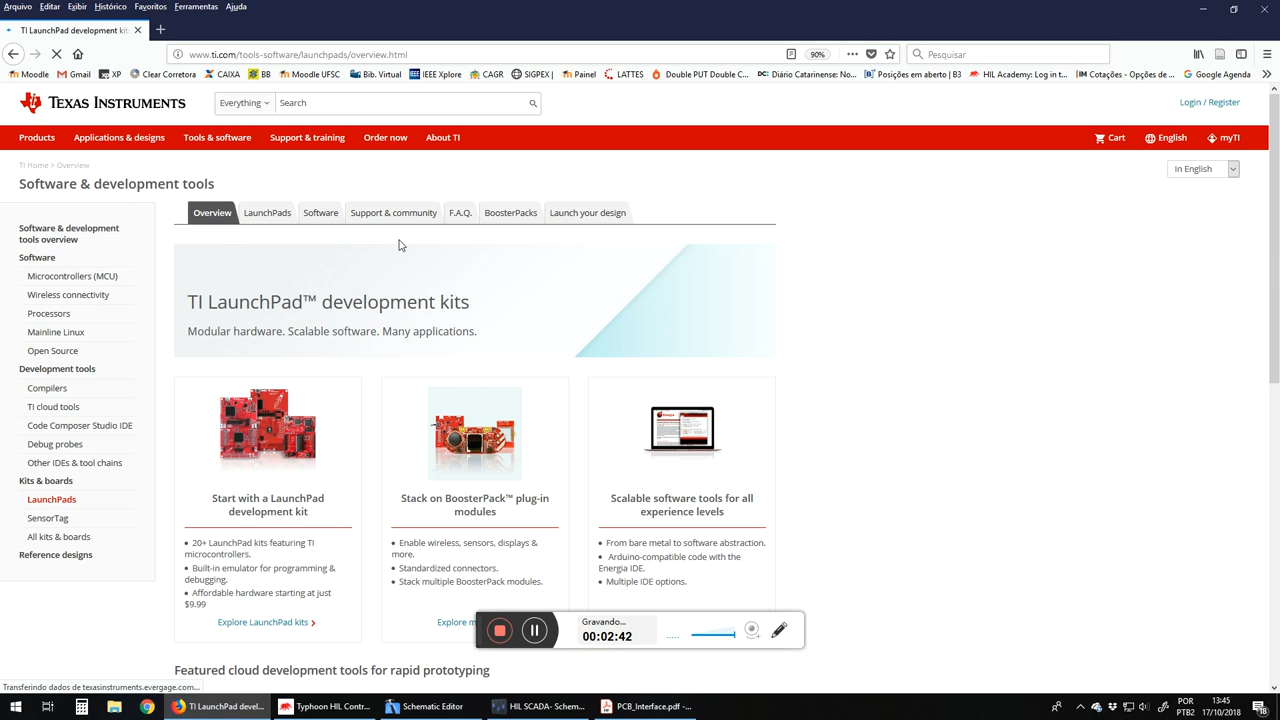 Arquivo Editar Exibir Histórico Favoritos Ferramentas Ajuda
TI LaunchPad development kit
www.ti.com/tools-software/launchpads/overview.html
90%
Pesquisar
Moodle Gmail XP Clear Corretora CAIXA BB Moodle UFSC Bib. Virtual IEEE Xplore CAGR SIGPEX | Painel LATTES Double PUT Double C... Diário Catarinense: No... Posições em aberto | B3 HIL Academy: Log in t... Cotações - Opções de ... Google Agenda
TEXAS INSTRUMENTS
Everything
Search
Login / Register
Products Applications & designs Tools & software Support & training Order now About TI
Cart English myTI
TI Home > Overview
In English
Software & development tools
Overview LaunchPads Software Support & community F.A.Q. BoosterPacks Launch your design
Software & development
tools overview
Software
Microcontrollers (MCU)
Wireless connectivity
Processors
Mainline Linux
Open Source
Development tools
Compilers
TI cloud tools
Code Composer Studio IDE
Debug probes
Other IDEs & tool chains
Kits & boards
LaunchPads
SensorTag
All kits & boards
Reference designs
TI LaunchPad™ development kits
Modular hardware. Scalable software. Many applications.
Start with a LaunchPad
development kit
• 20+ LaunchPad kits featuring TI
microcontrollers.
• Built-in emulator for programming &
debugging.
• Affordable hardware starting at just
$9.99
Explore LaunchPad kits
Stack on BoosterPack™ plug-in
modules
• Enable wireless, sensors, displays &
more.
• Standardized connectors.
• Stack multiple BoosterPack modules.
Explore m
Scalable software tools for all
experience levels
• From bare metal to software abstraction.
• Arduino-compatible code with the
Energia IDE.
• Multiple IDE options.
Gravando...
00:02:42
Featured cloud development tools for rapid prototyping
Transferindo dados de texasinstruments.evergage.com...
TI LaunchPad devel...
Typhoon HIL Contr...
Schematic Editor
HIL SCADA- Schem...
PCB_Interface.pdf - ...
POR
PTB2
13:45
17/10/2018
18